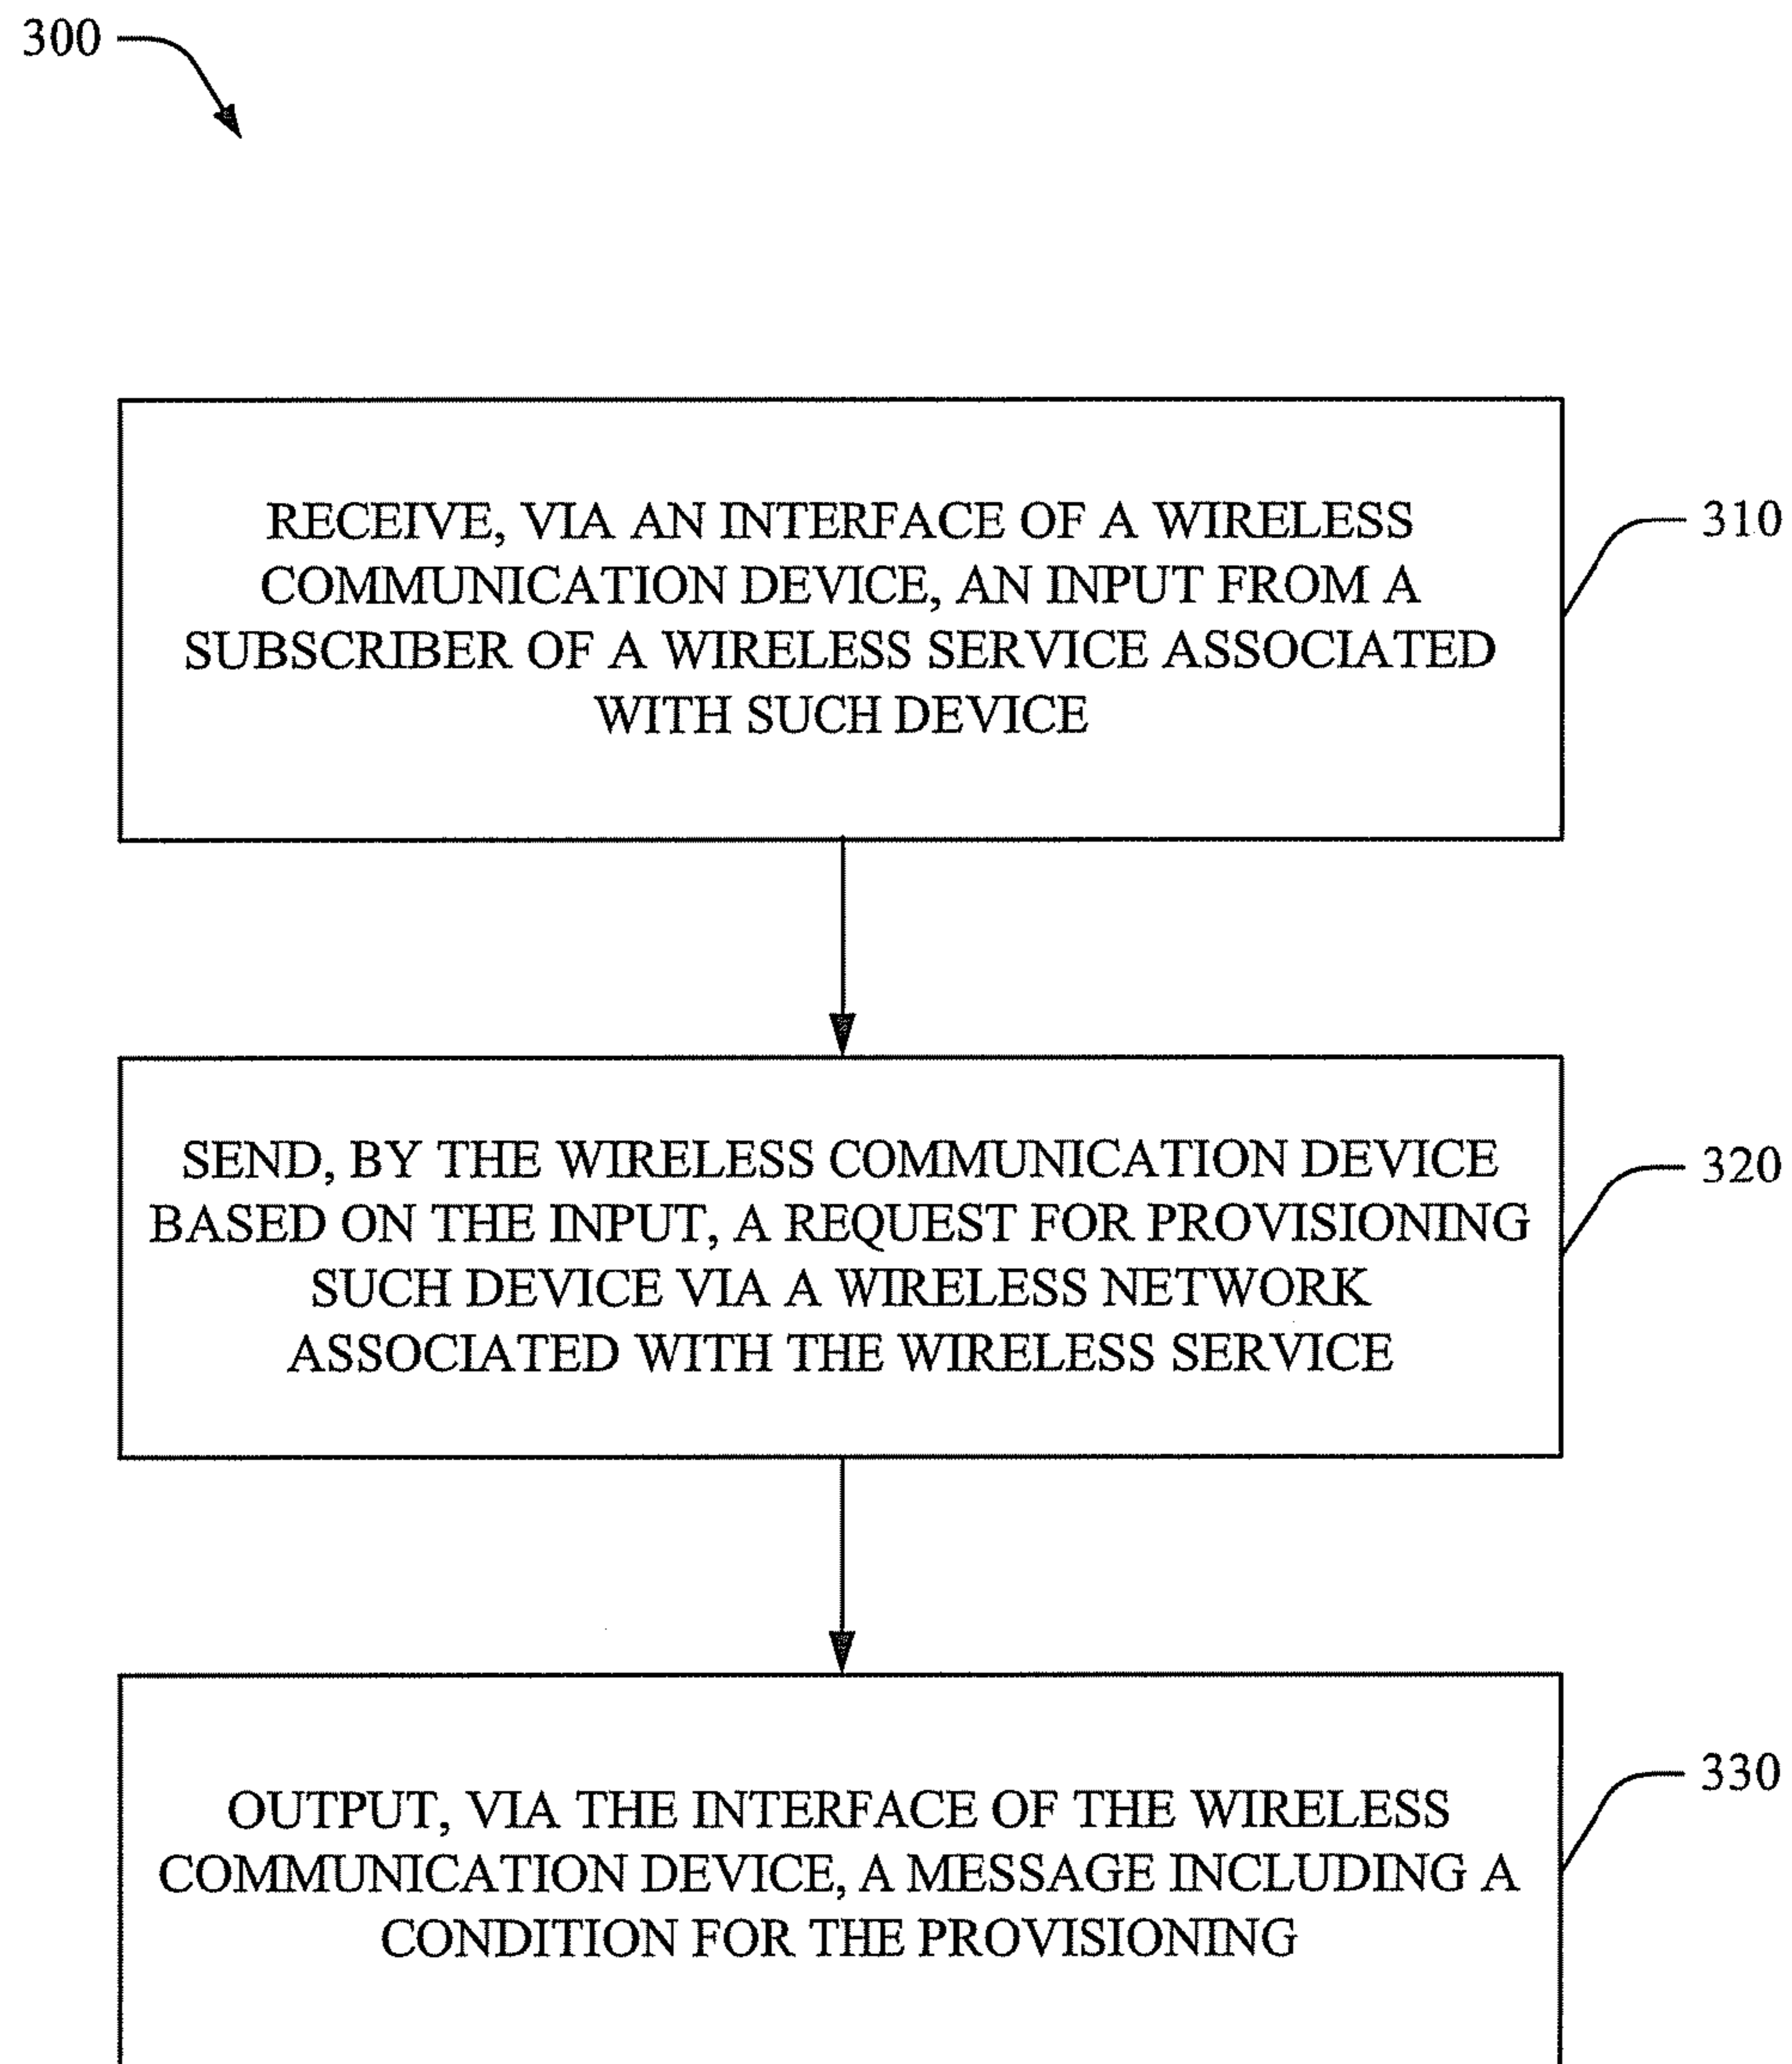 300
RECEIVE, VIA AN INTERFACE OF A WIRELESS
COMMUNICATION DEVICE, AN INPUT FROM A
SUBSCRIBER OF A WIRELESS SERVICE ASSOCIATED
WITH SUCH DEVICE
310
SEND, BY THE WIRELESS COMMUNICATION DEVICE
BASED ON THE INPUT, A REQUEST FOR PROVISIONING
SUCH DEVICE VIA A WIRELESS NETWORK
ASSOCIATED WITH THE WIRELESS SERVICE
320
OUTPUT, VIA THE INTERFACE OF THE WIRELESS
COMMUNICATION DEVICE, A MESSAGE INCLUDING A
CONDITION FOR THE PROVISIONING
330